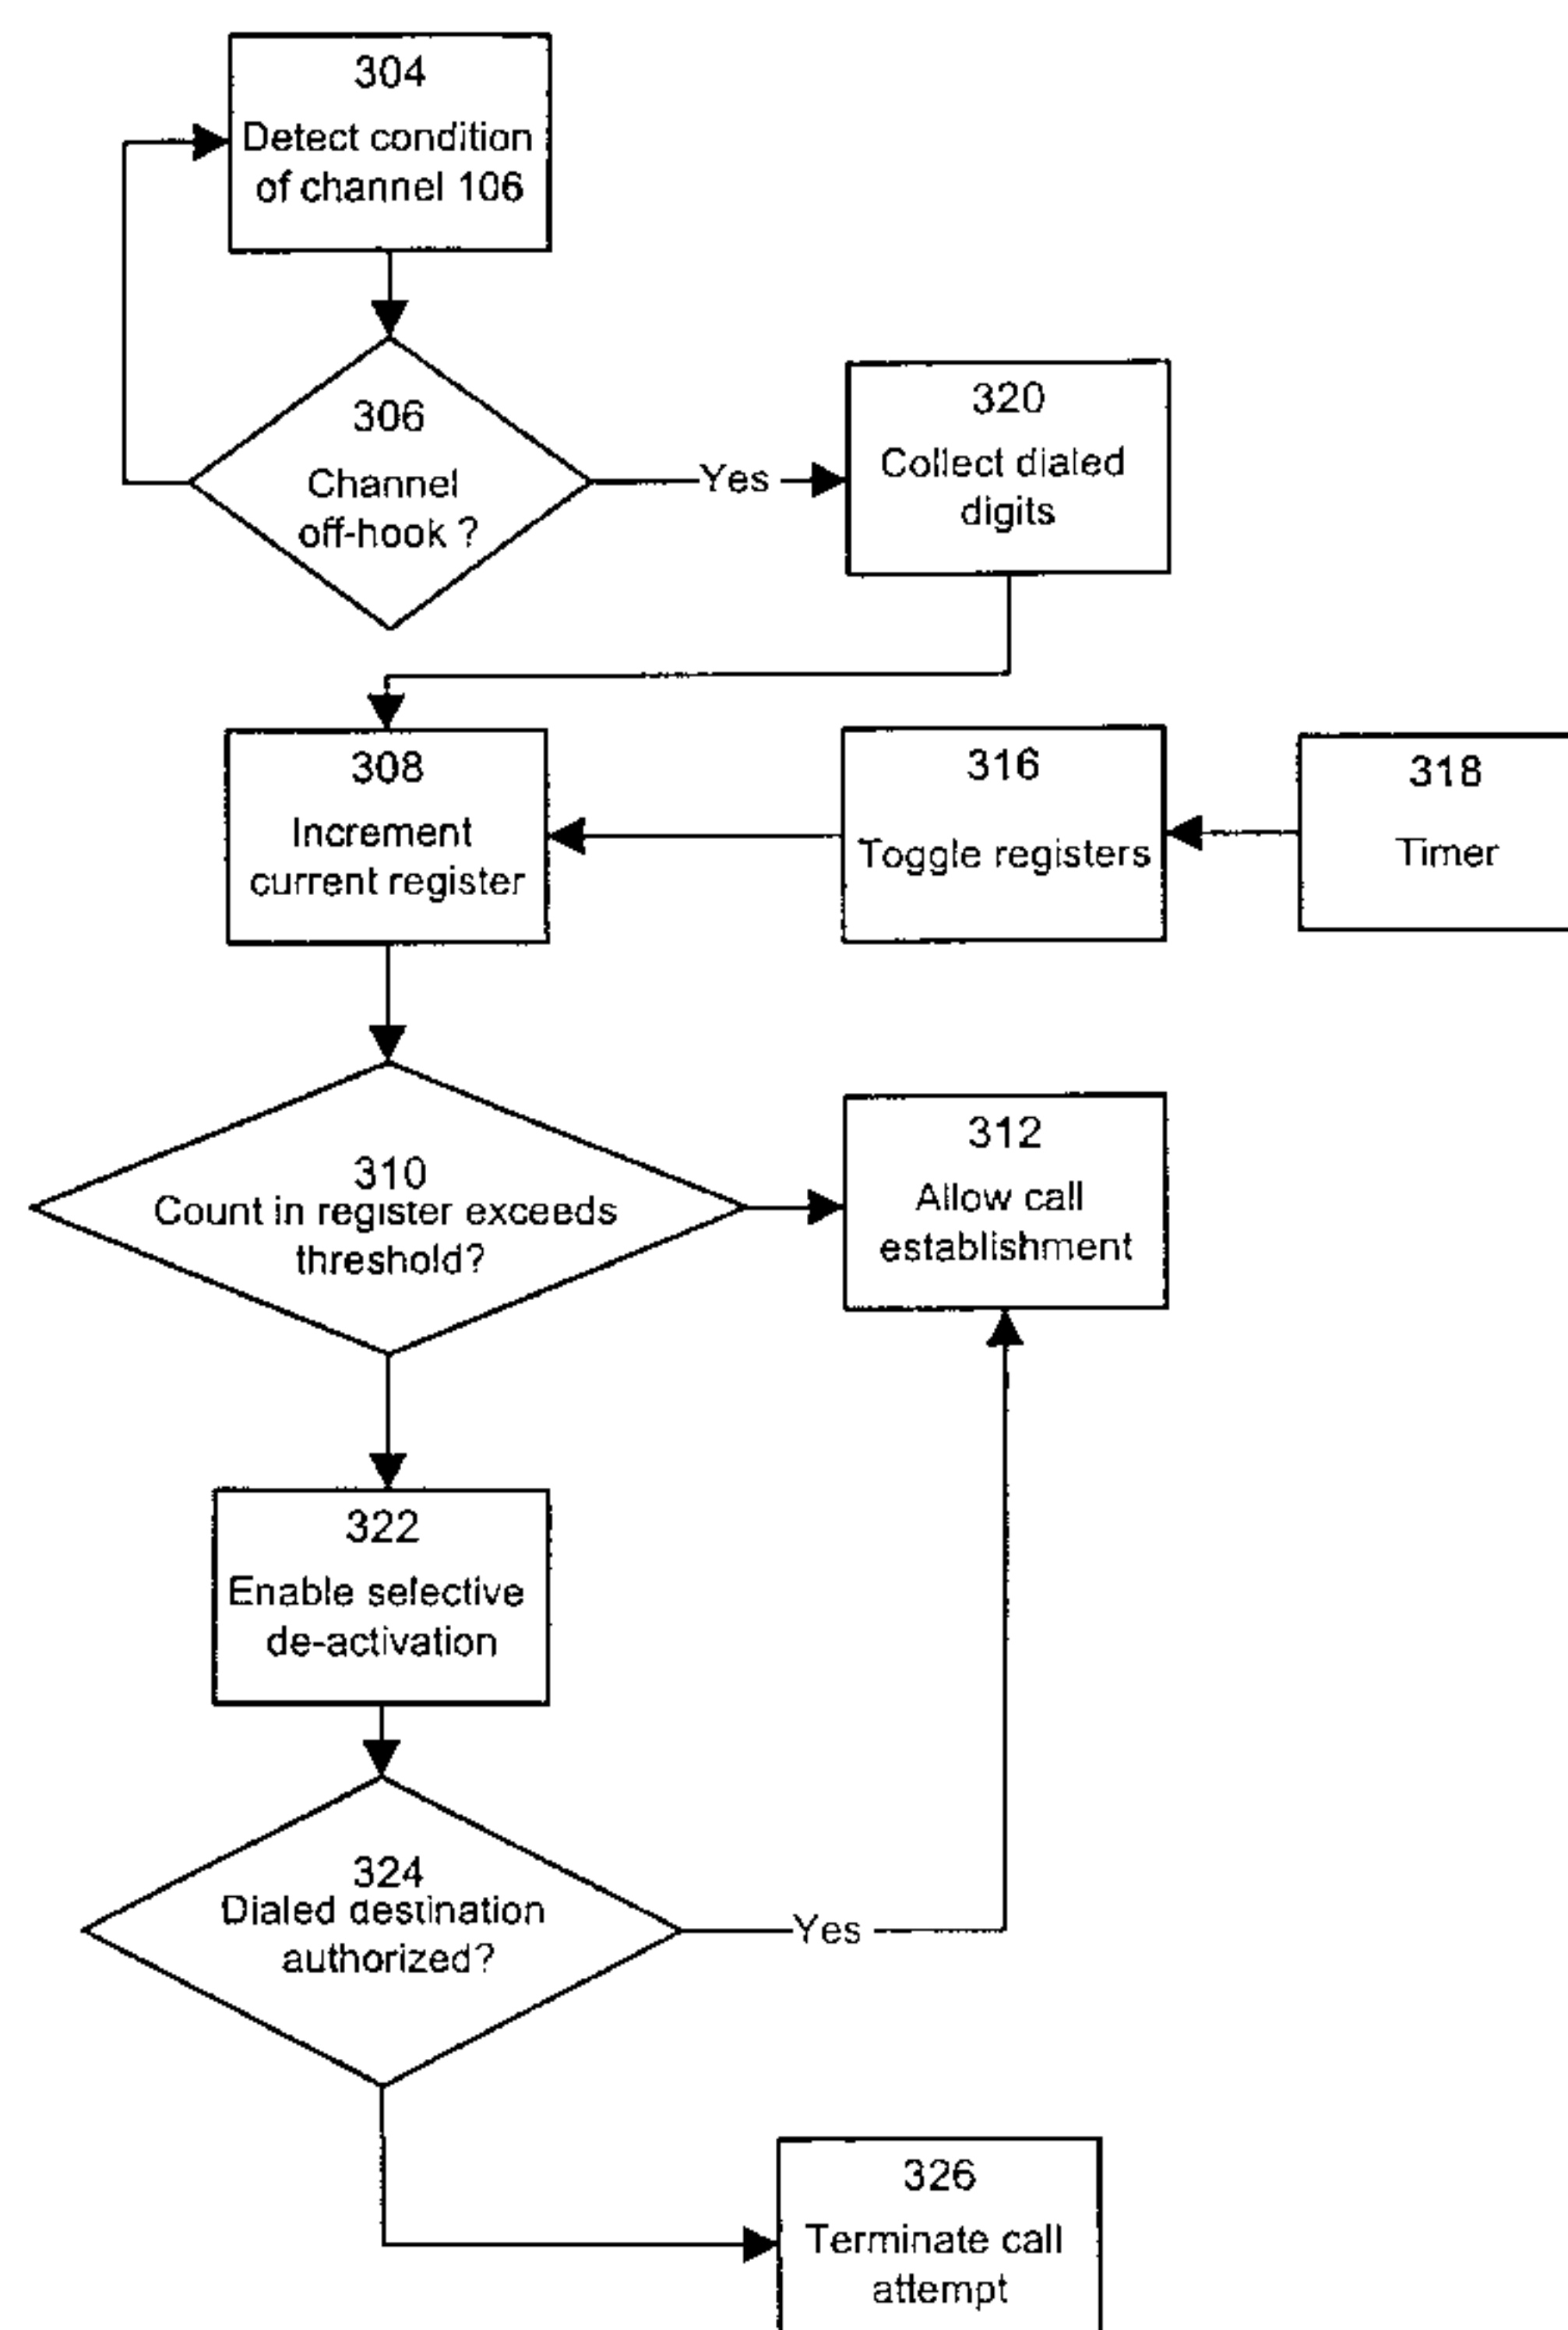 304
Detect condition
of channel 106
306
Channel
off-hook ?
Yes
320
Collect dialed
digits
308
Increment
current register
316
Toggle registers
318
Timer
310
Count in register exceeds
threshold?
312
Allow call
establishment
322
Enable selective
de-activation
324
Dialed destination
authorized?
Yes
326
Terminate call
attempt